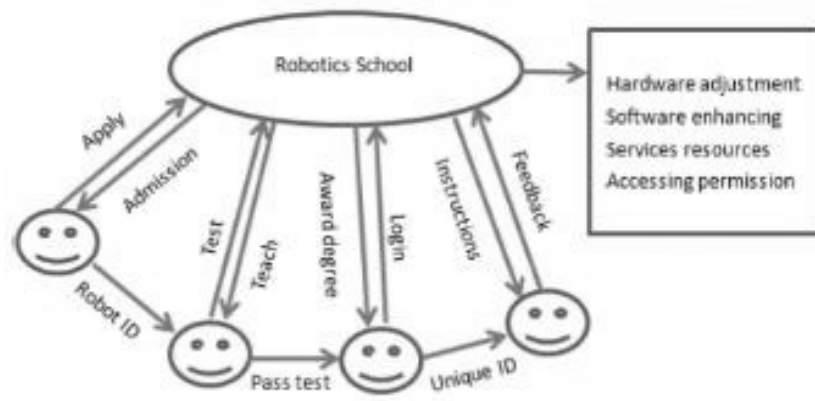 Robotics School
Hardware adjustment
Software enhancing
Services resources
Accessing permission
Apply
Admission
Test
Teach
Award degree
Login
Instructions
Feedback
Robot ID
Pass test
Unique ID